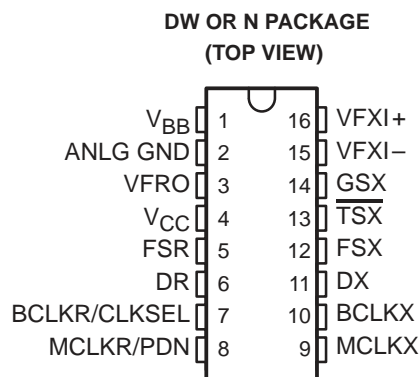 DW OR N PACKAGE
(TOP VIEW)
VBB 1 16 VFXI+
ANLG GND 2 15 VFXI–
VFRO 3 14 GSX
VCC 4 13 TSX
FSR 5 12 FSX
DR 6 11 DX
BCLKR/CLKSEL 7 10 BCLKX
MCLKR/PDN 8 9 MCLKX